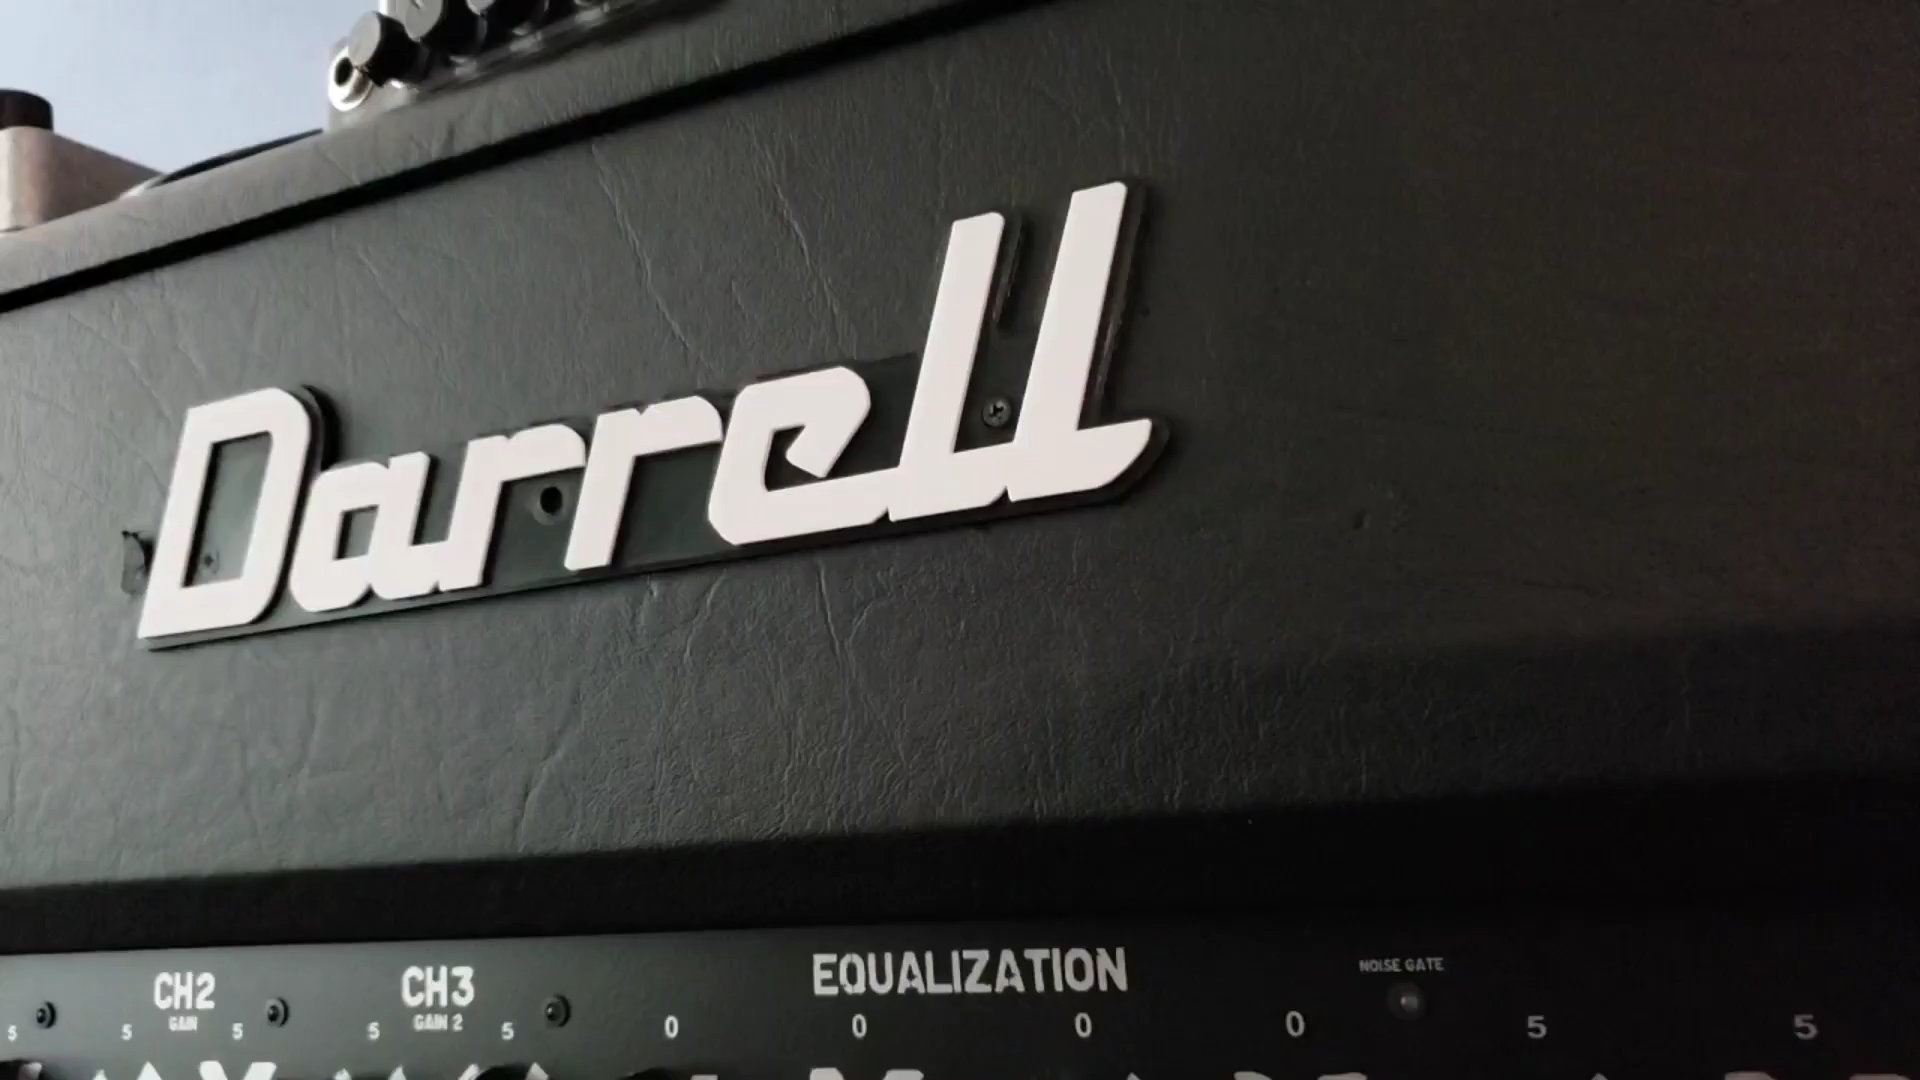 Darrell
EQUALIZATION
CH2
CH3
NOISE GATE
GAIN
GAIN 2
5 5 5 5 5 0 0 0 0 5 5